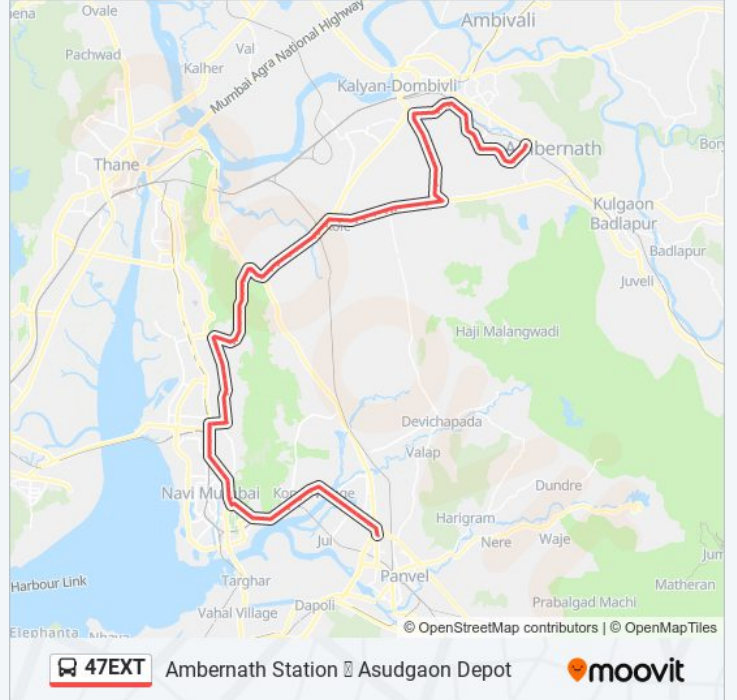 Ovale
Ambivali
Pachwad
Val
Kalher
Mumbai Agra National Highway
Kalyan-Dombivli
Thane
Ambernath
Kulgaon
Badlapur
Badlapur
Juveli
Haji Malangwadi
Devichapada
Valap
Navi Mumbai
Dundre
Harigram
Jui
Nere
Waje
Harbour Link
Targhar
Panvel
Matheran
Vahal Village
Dapoli
Prabalgad Machi
© OpenStreetMap contributors | © OpenMapTiles
Elephanta
47EXT
Ambernath Station
Asudgaon Depot
moovit